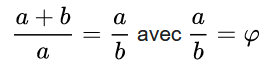 (a + b)/a = a/b avec a/b = φ